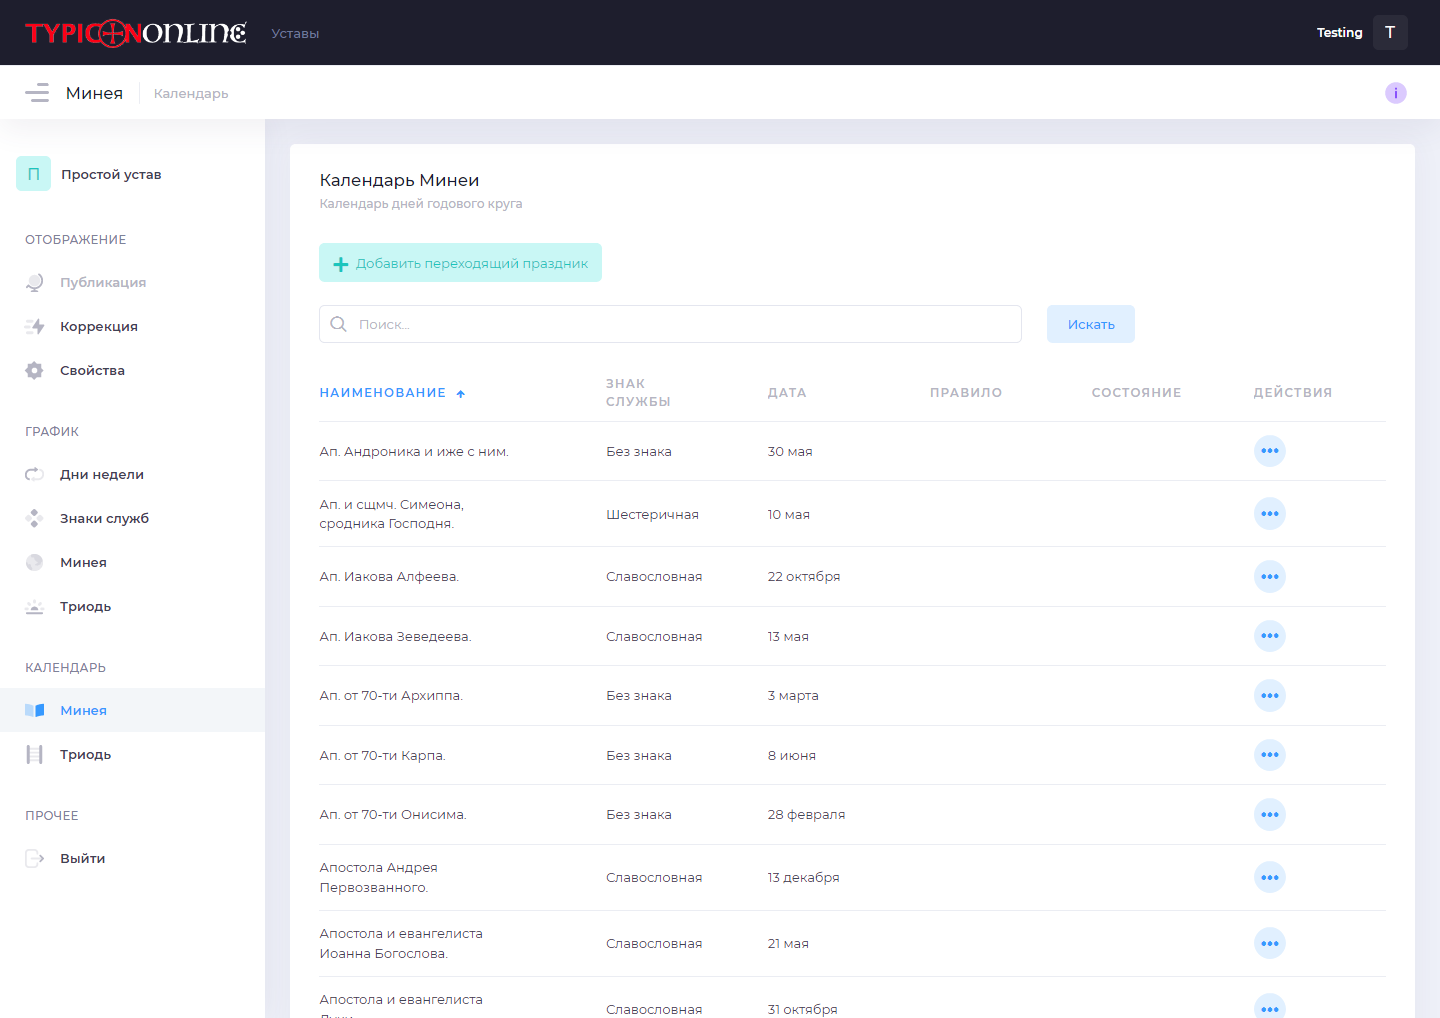 TYPICON ONLINE Уставы Testing T
Минея Календарь i
П Простой устав
ОТОБРАЖЕНИЕ
Публикация
Коррекция
Свойства
ГРАФИК
Дни недели
Знаки служб
Минея
Триодь
КАЛЕНДАРЬ
Минея
Триодь
ПРОЧЕЕ
Выйти
Календарь Минеи
Календарь дней годового круга
Добавить переходящий праздник
Поиск... Искать
НАИМЕНОВАНИЕ ЗНАК СЛУЖБЫ ДАТА ПРАВИЛО СОСТОЯНИЕ ДЕЙСТВИЯ
Ап. Андроника и иже с ним. Без знака 30 мая
Ап. и сщмч. Симеона,
сродника Господня. Шестеричная 10 мая
Ап. Иакова Алфеева. Славословная 22 октября
Ап. Иакова Зеведеева. Славословная 13 мая
Ап. от 70-ти Архиппа. Без знака 3 марта
Ап. от 70-ти Карпа. Без знака 8 июня
Ап. от 70-ти Онисима. Без знака 28 февраля
Апостола Андрея
Первозванного. Славословная 13 декабря
Апостола и евангелиста
Иоанна Богослова. Славословная 21 мая
Апостола и евангелиста
Славословная 31 октября